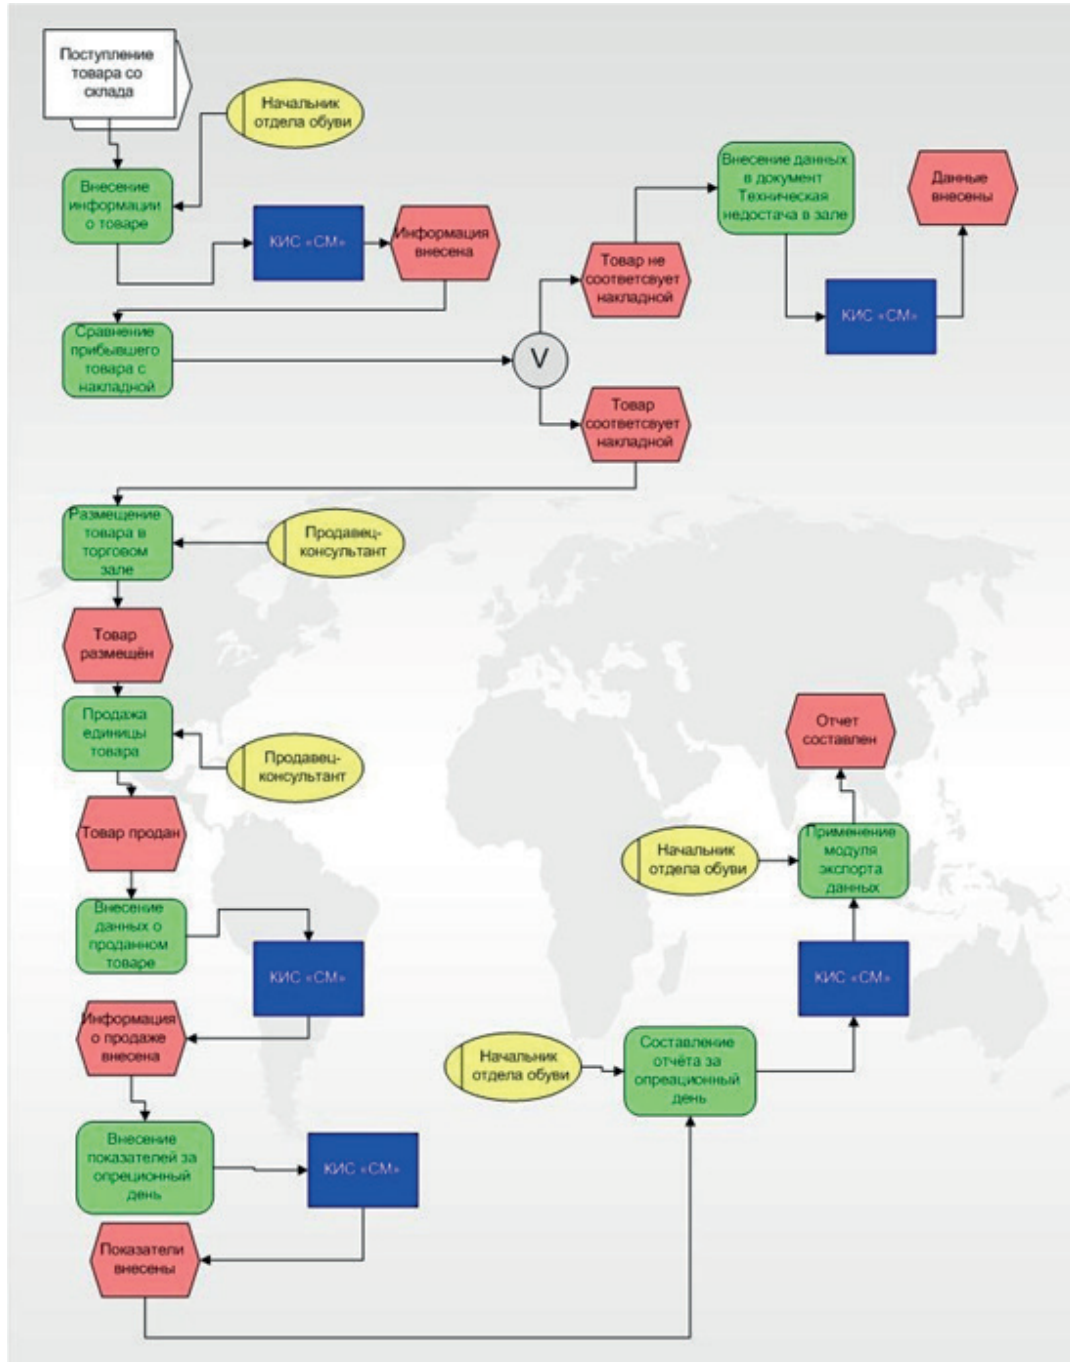 Поступление
товара со
склада
Начальник
отдела обуви
Внесение
информации
о товаре
КИС «СМ»
Информация
внесена
Товар не
соответсвует
накладной
Внесение данных
в документ
Техническая
недостача в зале
Данные
внесены
КИС «СМ»
Сравнение
прибывшего
товара с
накладной
V
Товар
соответсвует
накладной
Размещение
товара в
торговом
зале
Продавец-
консультант
Товар
размещён
Продажа
единицы
товара
Продавец-
консультант
Товар продан
Внесение
данных о
проданном
товаре
КИС «СМ»
Информация
о продаже
внесена
Внесение
показателей за
опреционный
день
КИС «СМ»
Показатели
внесены
Начальник
отдела обуви
Составление
отчёта за
опреационный
день
КИС «СМ»
Начальник
отдела обуви
Применение
модуля
экспорта
данных
Отчет
составлен